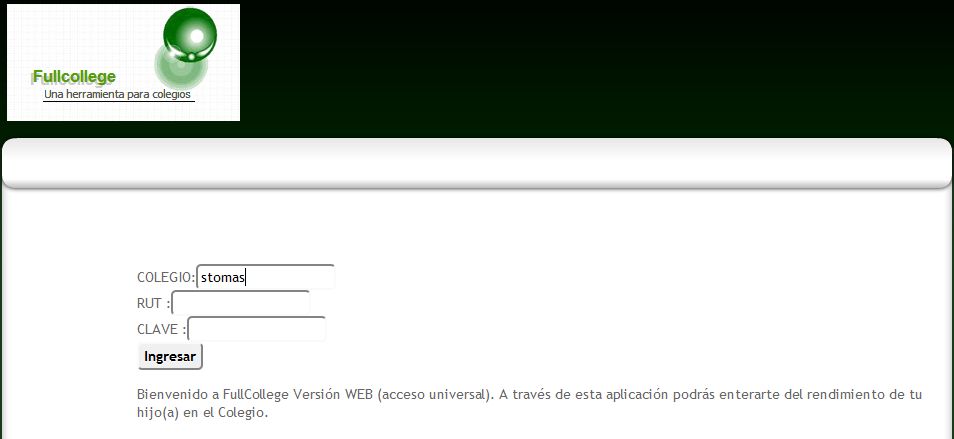 Fullcollege
Una herramienta para colegios
COLEGIO: stomas
RUT :
CLAVE :
Ingresar
Bienvenido a FullCollege Versión WEB (acceso universal). A través de esta aplicación podrás enterarte del rendimiento de tu
hijo(a) en el Colegio.